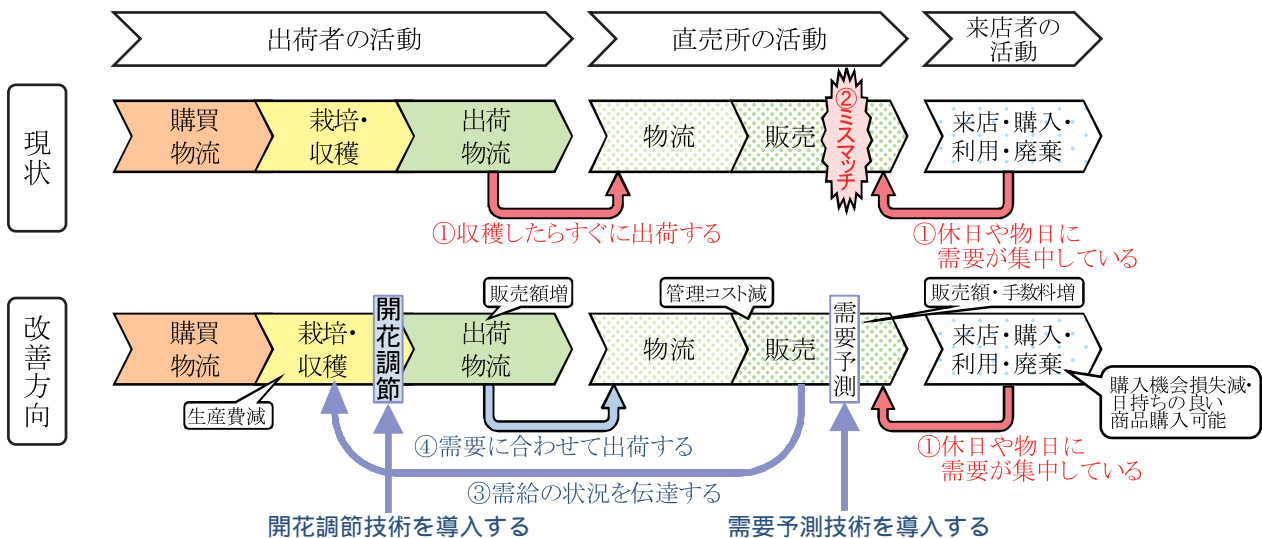 出荷者の活動
直売所の活動
来店者の
活動
現状
購買
物流
栽培・
収穫
出荷
物流
物流
販売
②ミスマッチ
来店・購入・
利用・廃棄
①収穫したらすぐに出荷する
①休日や物日に
需要が集中している
改善方向
購買
物流
栽培・
収穫
開花調節
出荷
物流
販売額増
物流
管理コスト減
販売
需要予測
販売額・手数料増
来店・購入・
利用・廃棄
生産費減
購入機会損失減・
日持ちの良い
商品購入可能
④需要に合わせて出荷する
①休日や物日に
需要が集中している
③需給の状況を伝達する
開花調節技術を導入する
需要予測技術を導入する